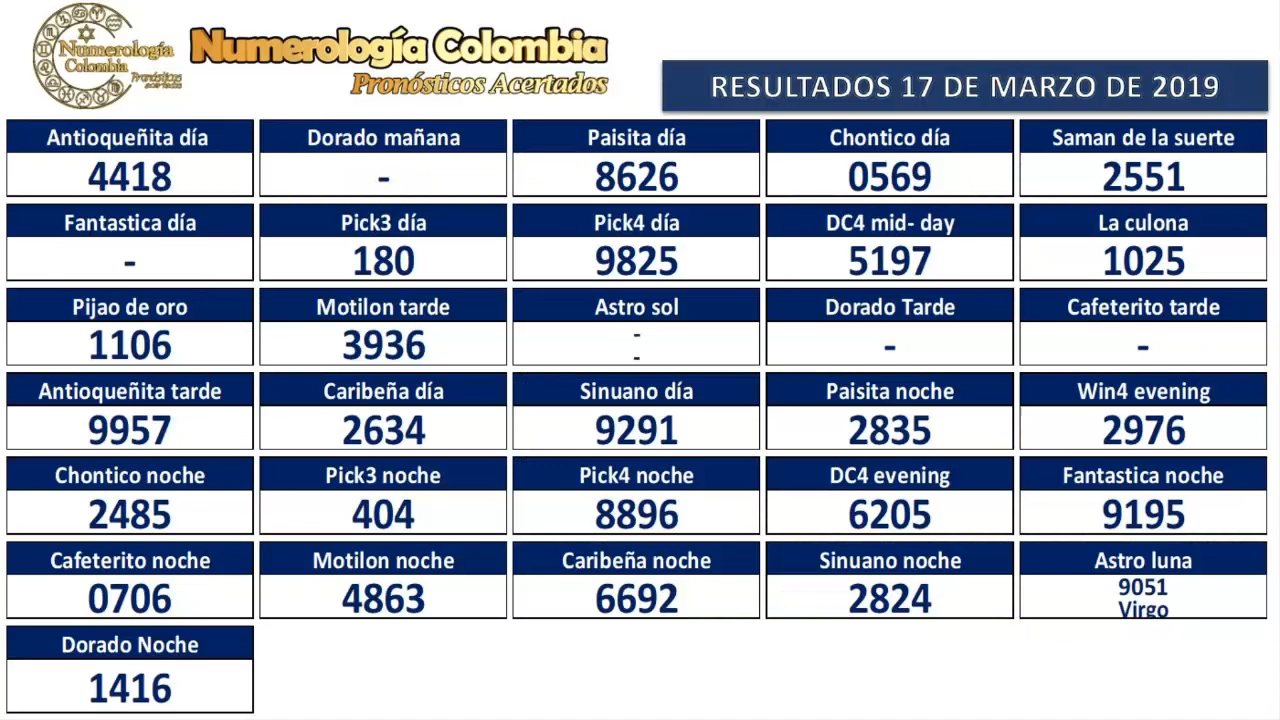 Numerología
Colombia
Pronósticos
acertados
Numerología Colombia
Pronósticos Acertados
RESULTADOS 17 DE MARZO DE 2019
Antioqueñita día
4418
Dorado mañana
-
Paisita día
8626
Chontico día
0569
Saman de la suerte
2551
Fantastica día
-
Pick3 día
180
Pick4 día
9825
DC4 mid- day
5197
La culona
1025
Pijao de oro
1106
Motilon tarde
3936
Astro sol
-
-
Dorado Tarde
-
Cafeterito tarde
-
Antioqueñita tarde
9957
Caribeña día
2634
Sinuano día
9291
Paisita noche
2835
Win4 evening
2976
Chontico noche
2485
Pick3 noche
404
Pick4 noche
8896
DC4 evening
6205
Fantastica noche
9195
Cafeterito noche
0706
Motilon noche
4863
Caribeña noche
6692
Sinuano noche
2824
Astro luna
9051
Virgo
Dorado Noche
1416